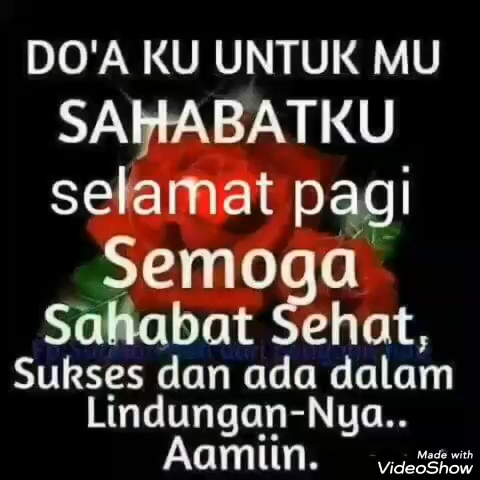 DO'A KU UNTUK MU
SAHABATKU
selamat pagi
Semoga
Sahabat Sehat,
Sukses dan ada dalam
Lindungan-Nya..
Aamiin.
Made with
VideoShow